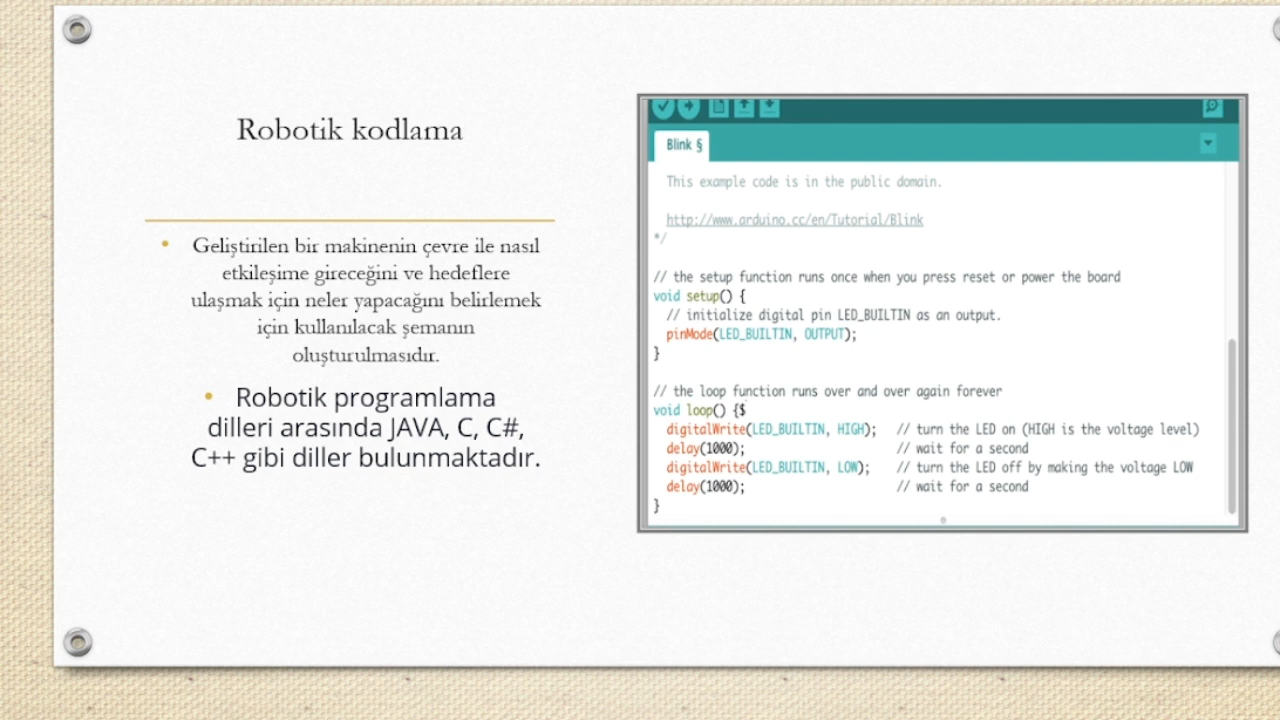 Robotik kodlama
Geliştirilen bir makinenin çevre ile nasıl
etkileşime gireceğini ve hedeflere
ulaşmak için neler yapacağını belirlemek
için kullanılacak şemanın
oluşturulmasıdır.
Robotik programlama
dilleri arasında JAVA, C, C#,
C++ gibi diller bulunmaktadır.
Blink §
This example code is in the public domain.
http://www.arduino.cc/en/Tutorial/Blink
*/
// the setup function runs once when you press reset or power the board
void setup() {
// initialize digital pin LED_BUILTIN as an output.
pinMode(LED_BUILTIN, OUTPUT);
}
// the loop function runs over and over again forever
void loop() {$
digitalWrite(LED_BUILTIN, HIGH);   // turn the LED on (HIGH is the voltage level)
delay(1000);                       // wait for a second
digitalWrite(LED_BUILTIN, LOW);    // turn the LED off by making the voltage LOW
delay(1000);                       // wait for a second
}